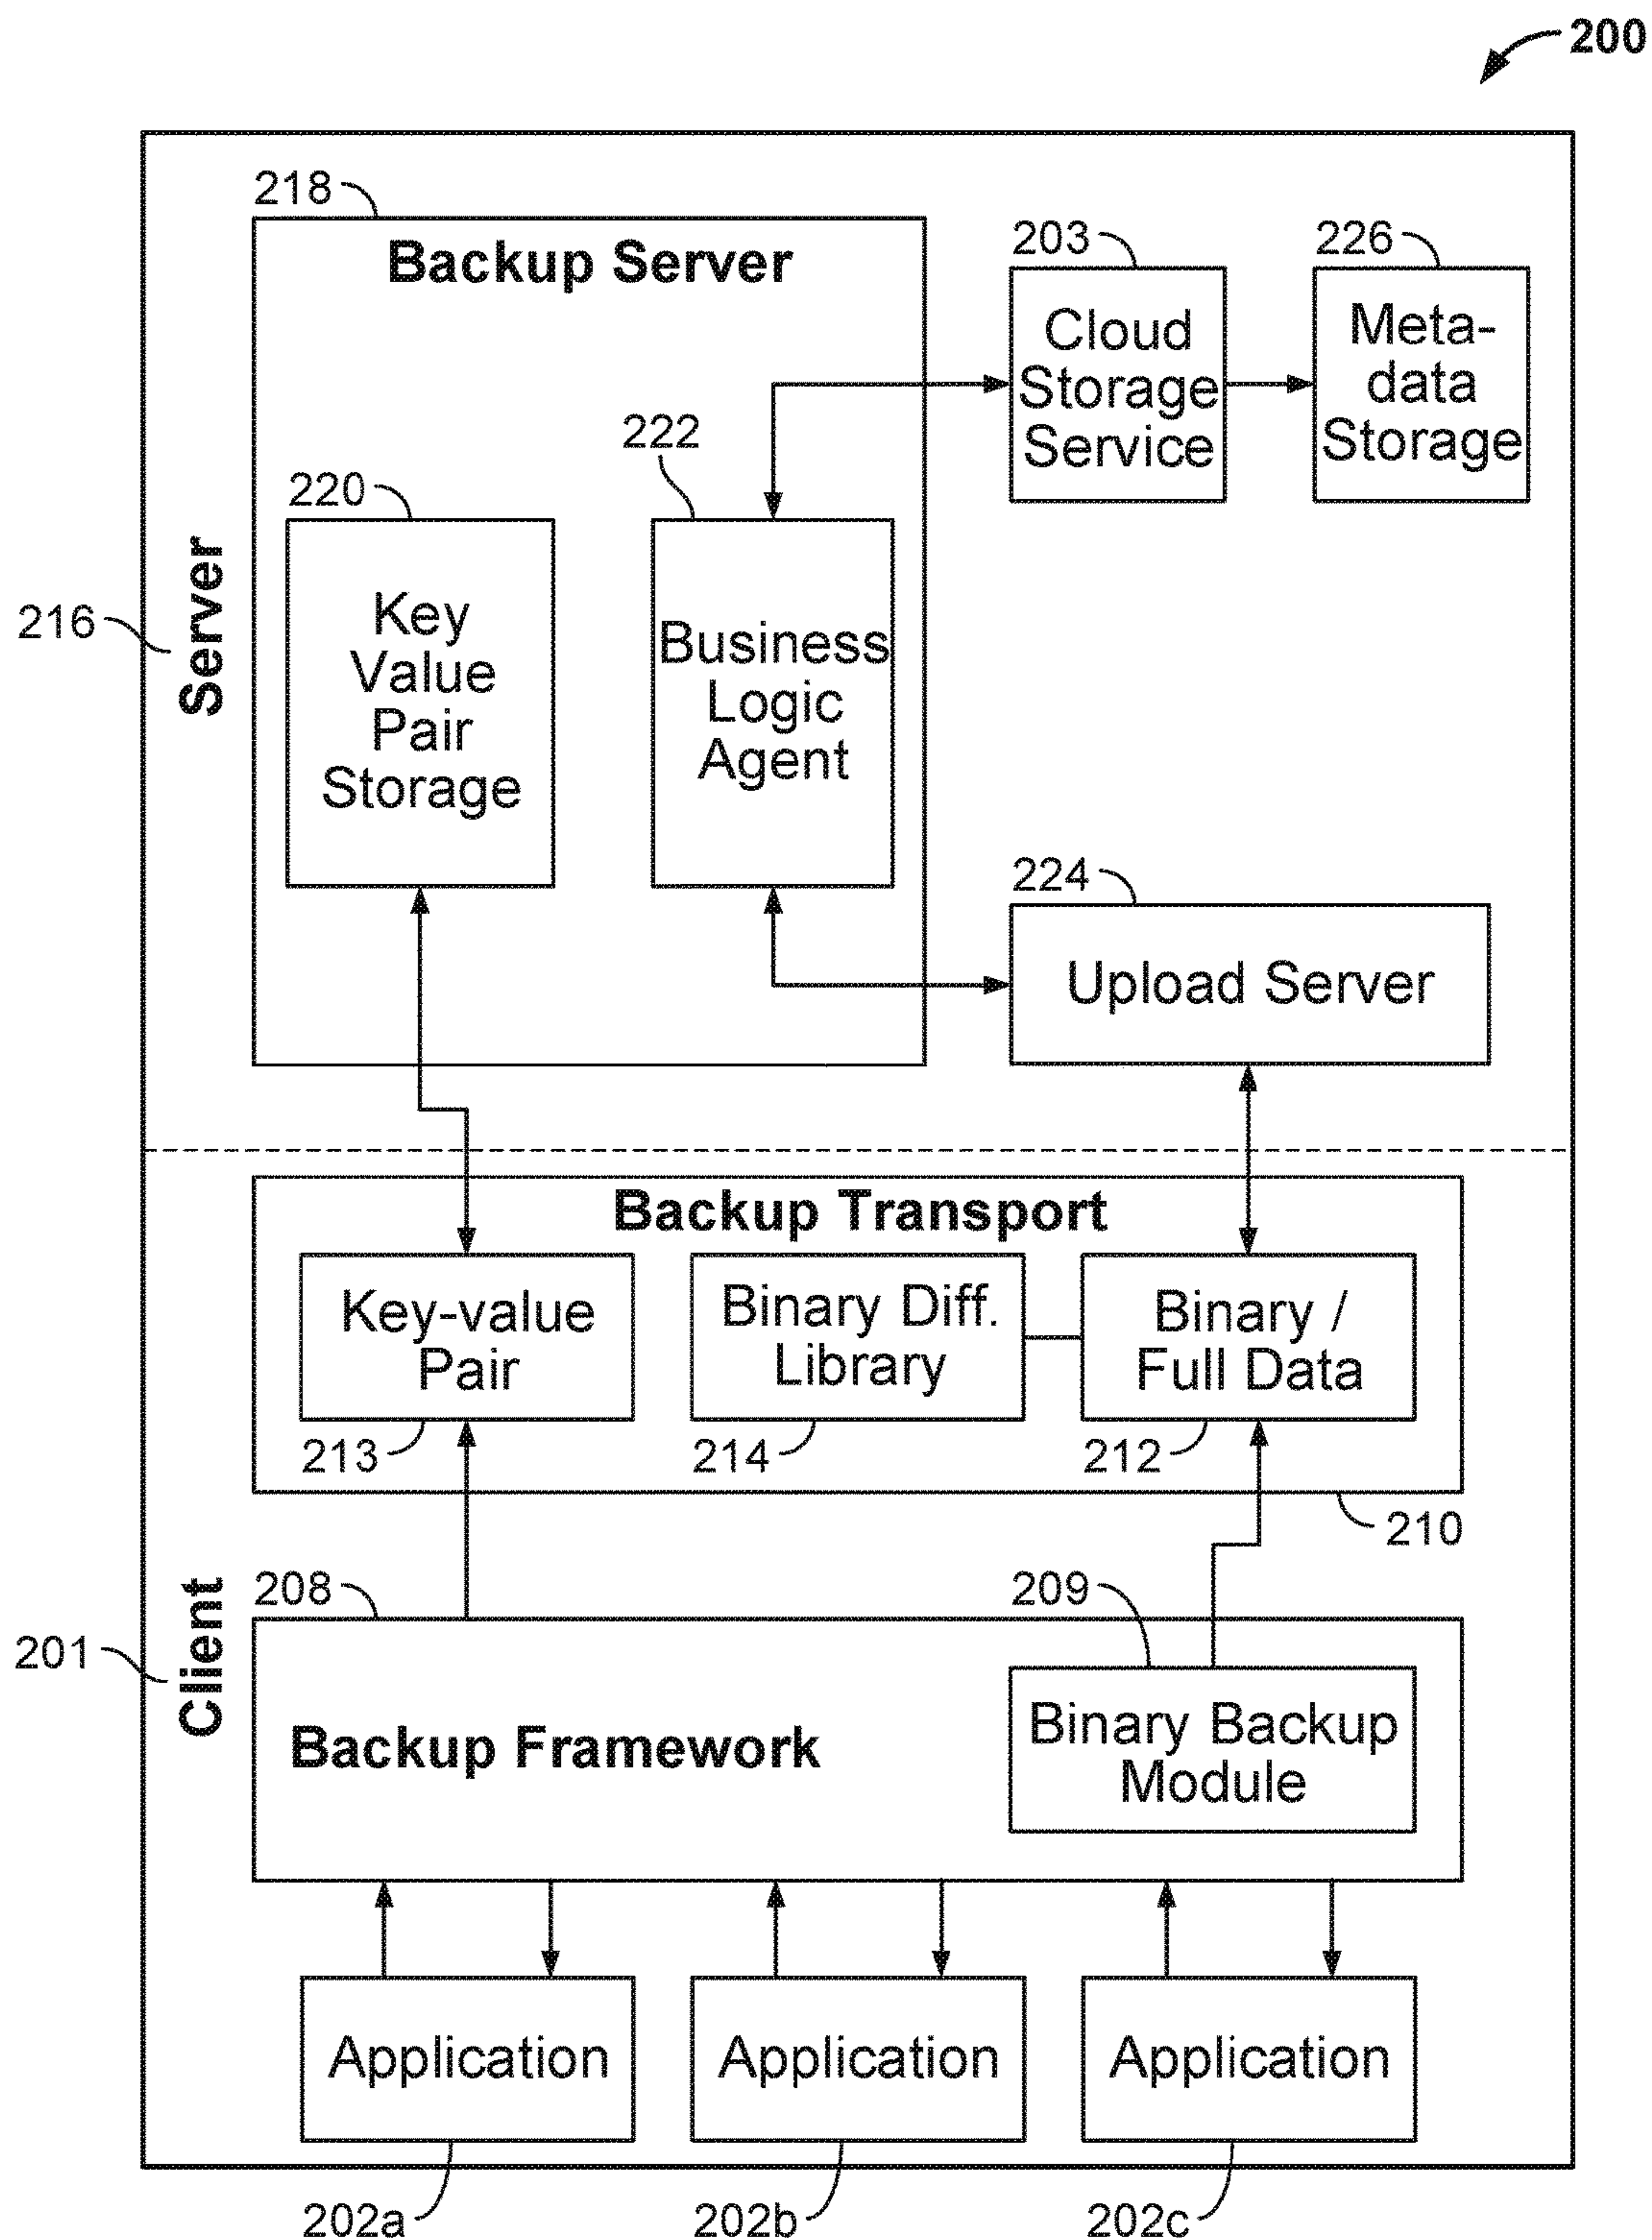 200
218
Backup Server
203
226
Cloud
Storage
Service
Meta-
data
Storage
222
220
Key
Value
Pair
Storage
Business
Logic
Agent
Server
216
224
Upload Server
Backup Transport
Key-value
Pair
Binary Diff.
Library
Binary /
Full Data
213
214
212
210
Client
201
208
209
Backup Framework
Binary Backup
Module
Application
Application
Application
202a
202b
202c